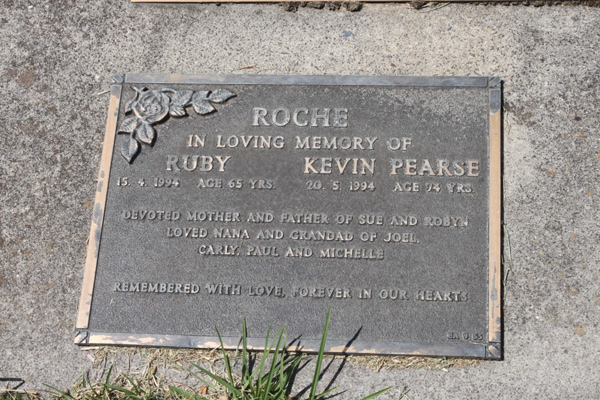 ROCHE
IN LOVING MEMORY OF
RUBY KEVIN PEARSE
15. 4. 1994 AGE 65 YRS. 20. 5. 1994 AGE 94 YRS.
DEVOTED MOTHER AND FATHER OF SUE AND ROBYN
LOVED NANA AND GRANDAD OF JOEL,
CARLY, PAUL AND MICHELLE
REMEMBERED WITH LOVE, FOREVER IN OUR HEARTS